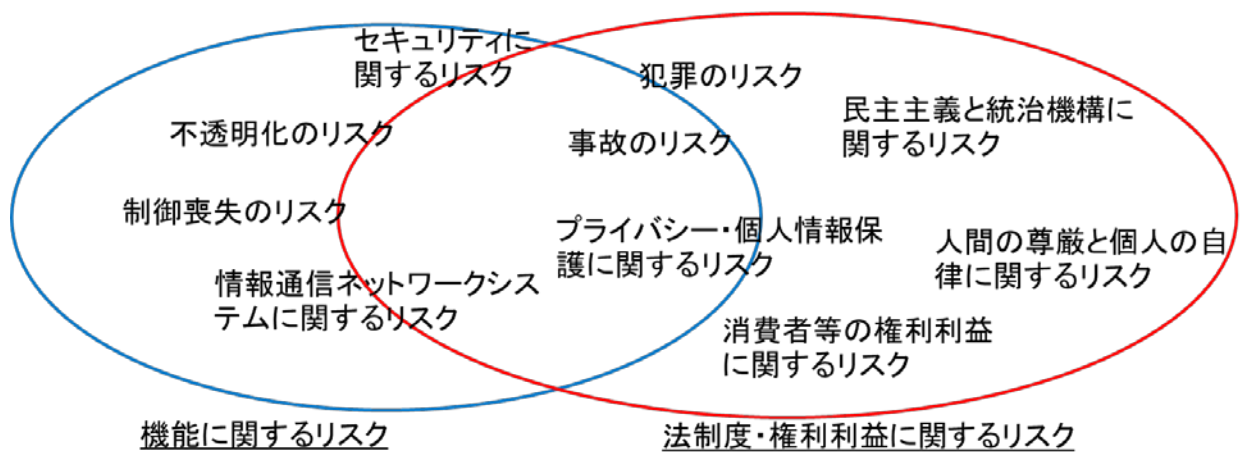 セキュリティに
関するリスク
犯罪のリスク
民主主義と統治機構に
関するリスク
不透明化のリスク
事故のリスク
制御喪失のリスク
プライバシー・個人情報保
護に関するリスク
人間の尊厳と個人の自
律に関するリスク
情報通信ネットワークシス
テムに関するリスク
消費者等の権利利益
に関するリスク
機能に関するリスク
法制度・権利利益に関するリスク